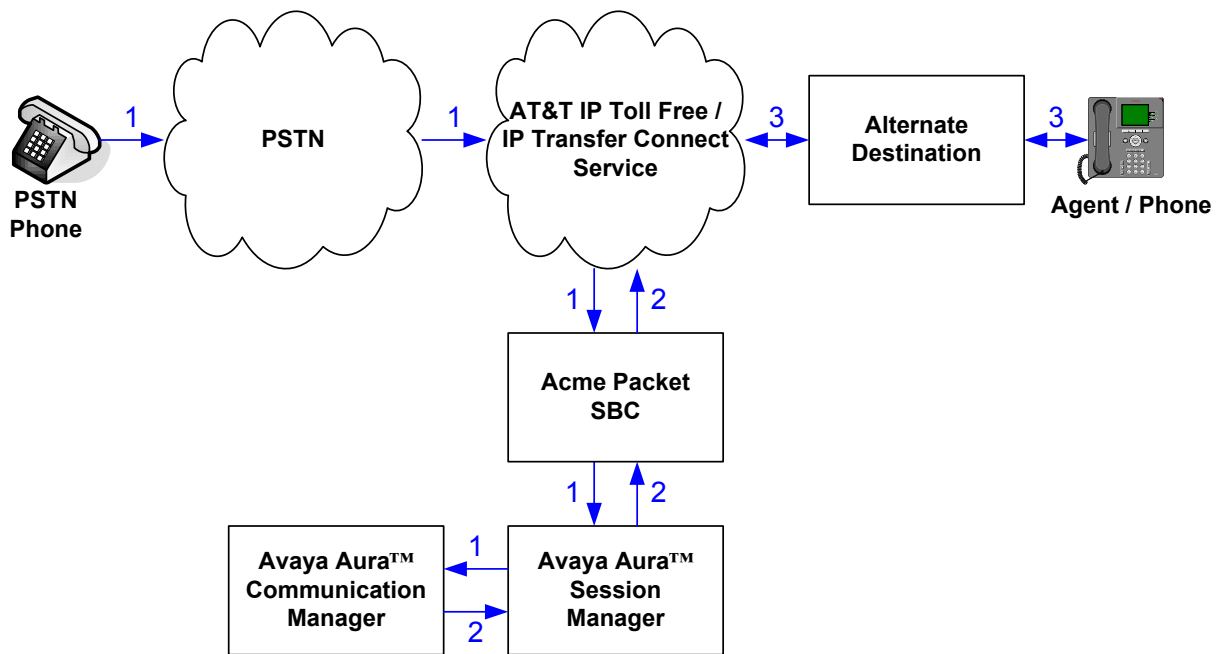 1
PSTN
Phone
PSTN
1
AT&T IP Toll Free /
IP Transfer Connect
Service
3
Alternate
Destination
3
Agent / Phone
1
2
Acme Packet
SBC
1
2
Avaya Aura™
Communication
Manager
1
2
Avaya Aura™
Session
Manager